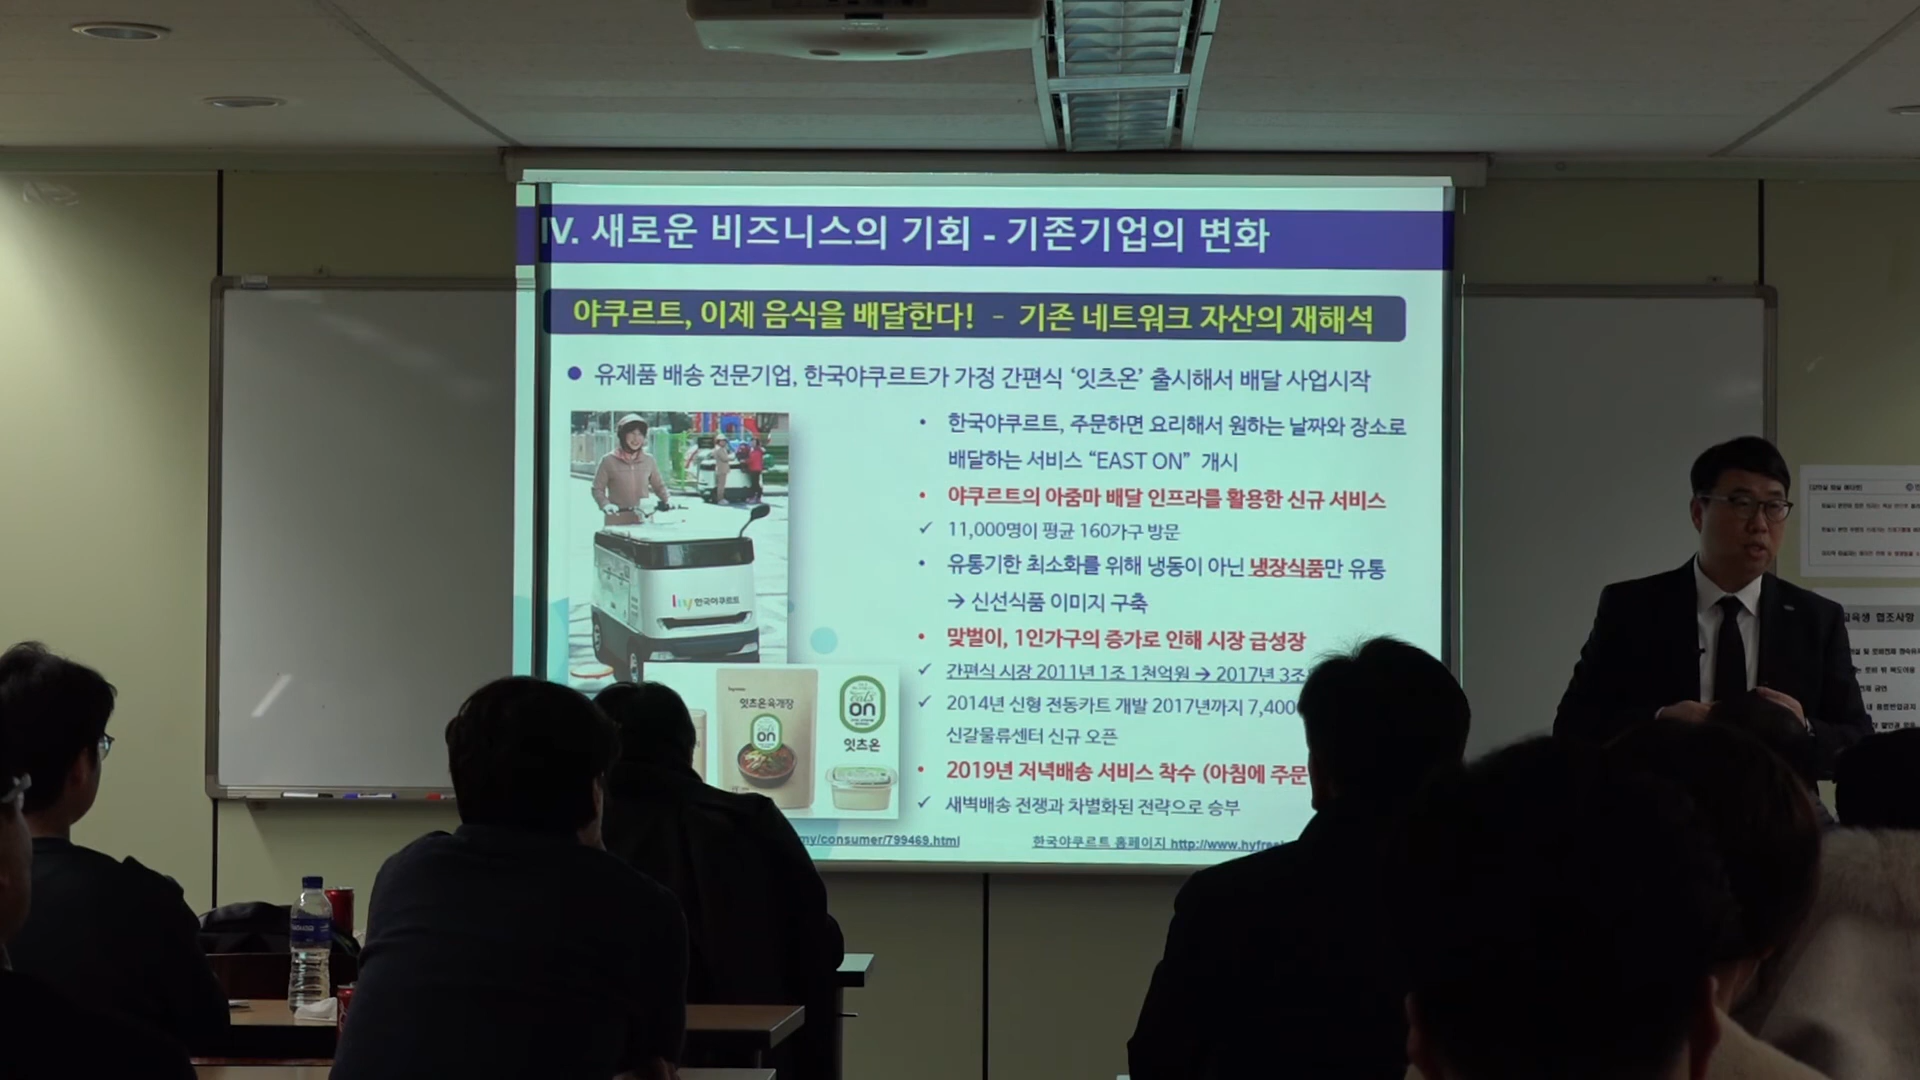 IV. 새로운 비즈니스의 기회 - 기존기업의 변화
야쿠르트, 이제 음식을 배달한다! - 기존 네트워크 자산의 재해석
● 유제품 배송 전문기업, 한국야쿠르트가 가정 간편식 ‘잇츠온’ 출시해서 배달 사업시작
• 한국야쿠르트, 주문하면 요리해서 원하는 날짜와 장소로
배달하는 서비스 “EAST ON” 개시
• 야쿠르트의 아줌마 배달 인프라를 활용한 신규 서비스
✓ 11,000명이 평균 160가구 방문
• 유통기한 최소화를 위해 냉동이 아닌 냉장식품만 유통
→ 신선식품 이미지 구축
• 맞벌이, 1인가구의 증가로 인해 시장 급성장
✓ 간편식 시장 2011년 1조 1천억원 → 2017년 3조
✓ 2014년 신형 전동카트 개발 2017년까지 7,400
신갈물류센터 신규 오픈
• 2019년 저녁배송 서비스 착수 (아침에 주문
✓ 새벽배송 전쟁과 차별화된 전략으로 승부
hy 한국야쿠르트
잇츠온 육개장
on
eats
on
잇츠온
my/consumer/799469.html
한국야쿠르트 홈페이지 http://www.hyfre
교육생 협조사항